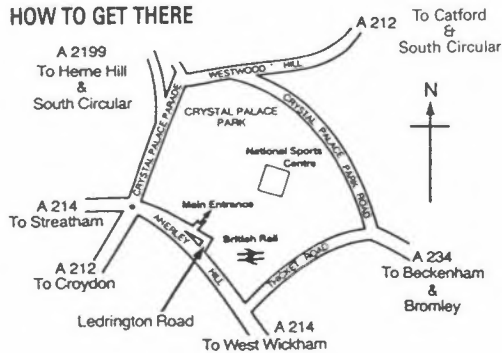 HOW TO GET THERE
A 2199
To Herne Hill
&
South Circular
A 212
To Catford
&
South Circular
WESTWOOD HILL
CRYSTAL PALACE PARADE
CRYSTAL PALACE
PARK
CRYSTAL PALACE PARK ROAD
N
National Sports
Centre
A 214
To Streatham
Main Entrance
ANERLEY HILL
British Rail
THICKET ROAD
A 212
To Croydon
A 234
To Beckenham
&
Bromley
Ledrington Road
A 214
To West Wickham